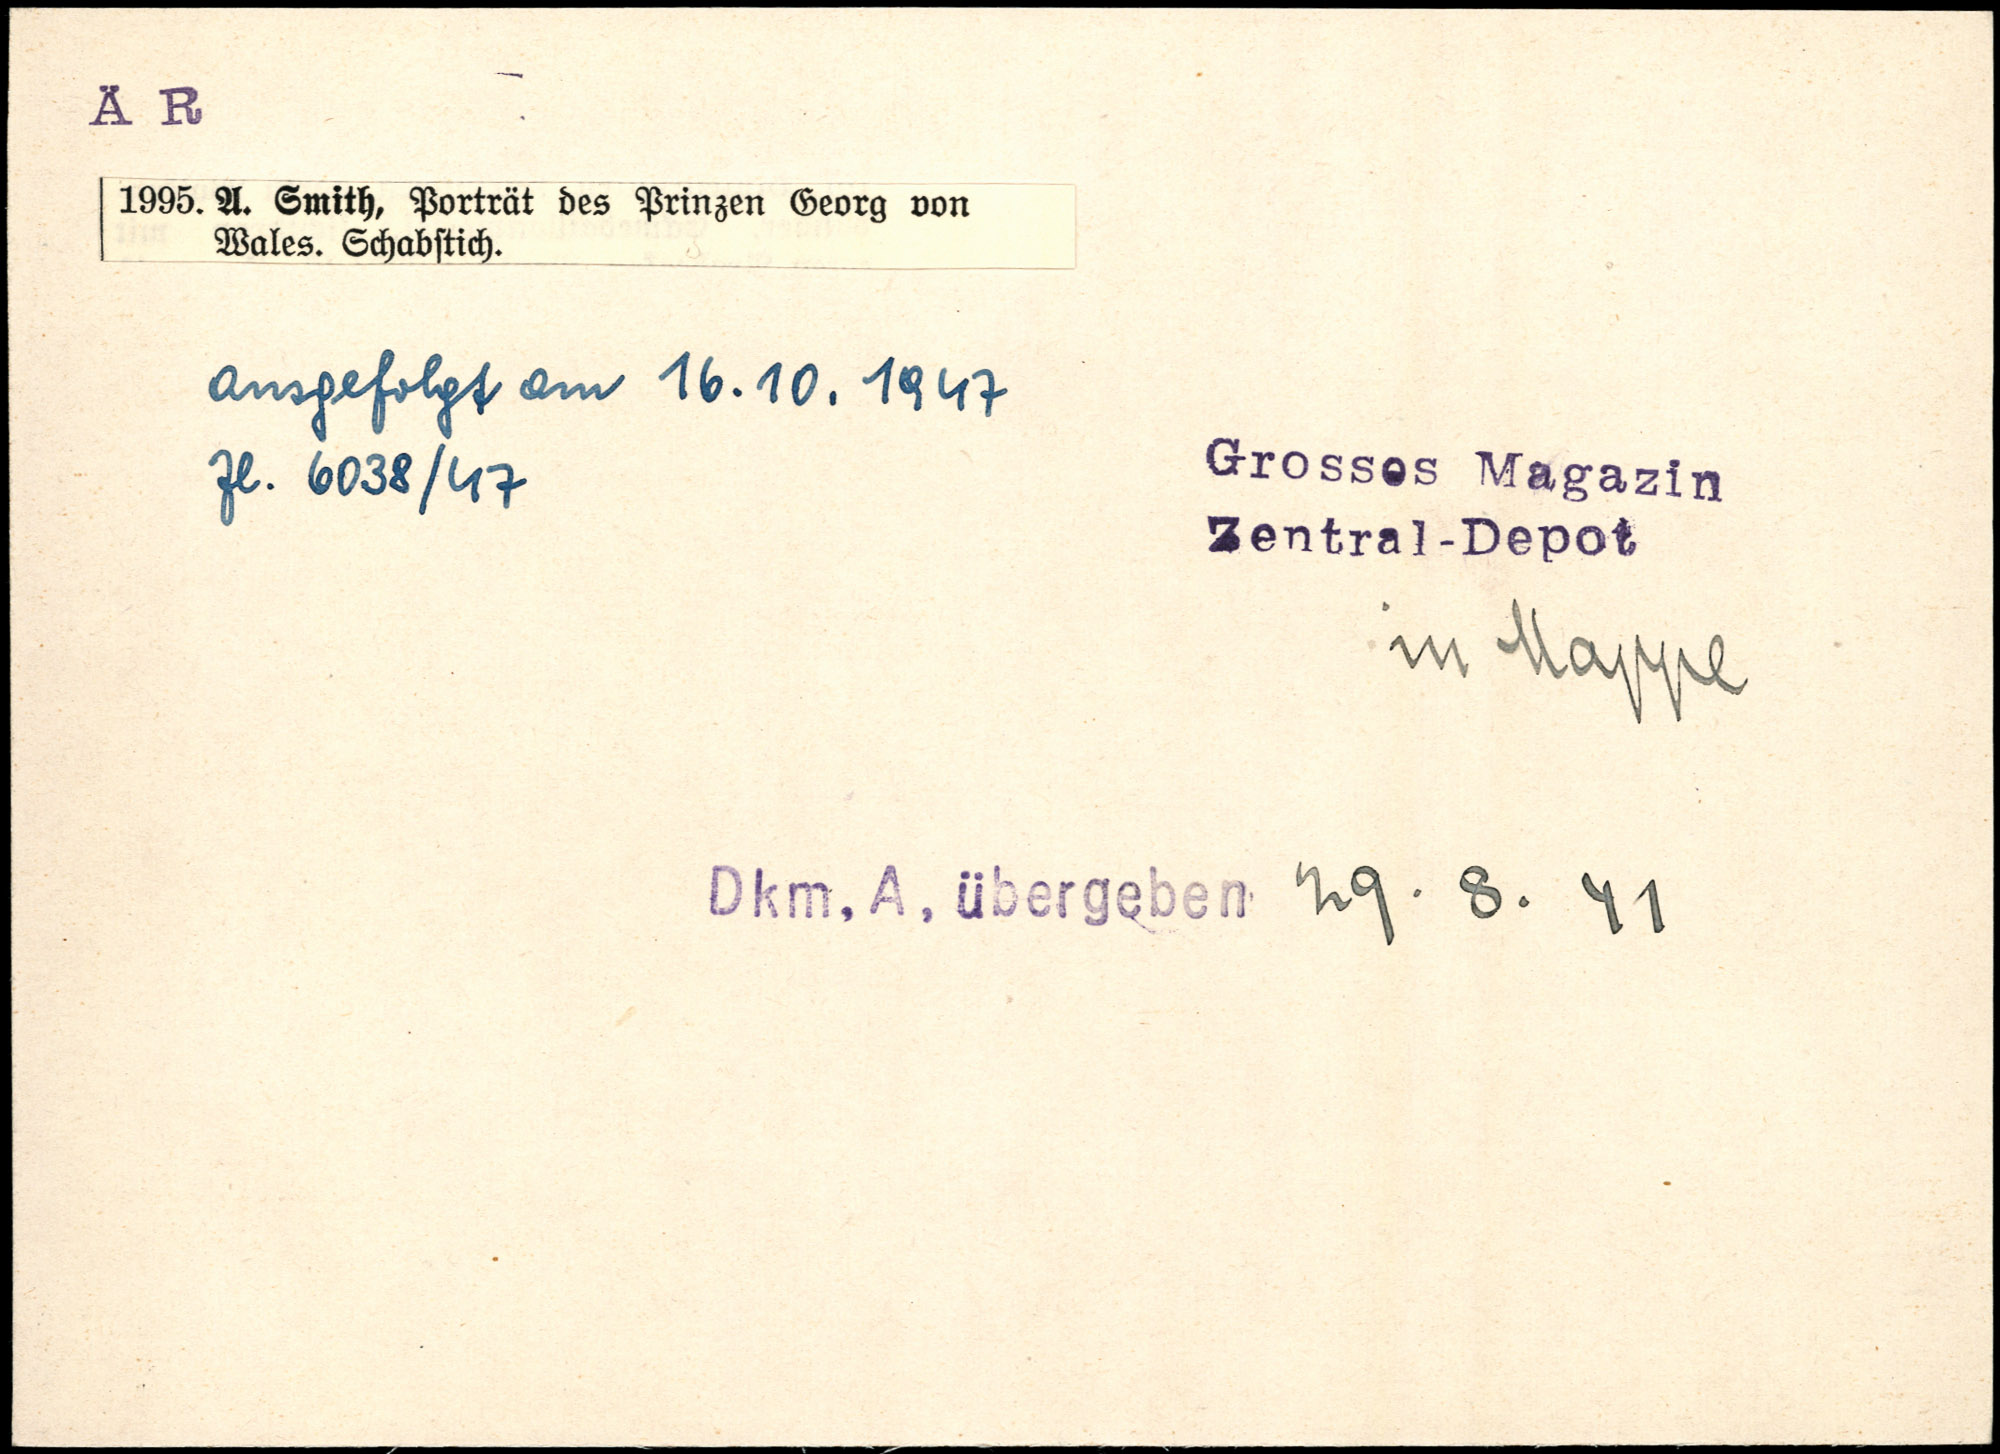 Ä R
1995. A. Smith, Porträt des Prinzen Georg von
Wales. Schabstich.
ausgefolgt am 16.10.1947
Zl. 6038/47
Grosses Magazin
Zentral-Depot
in Mappe
Dkm. A. übergeben 29. 8. 41